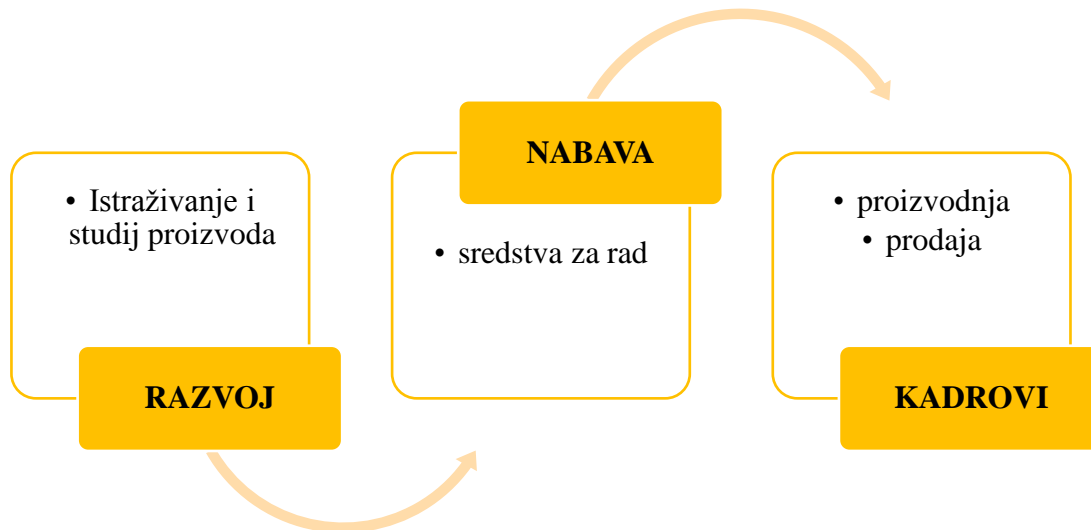 • Istraživanje i
studij proizvoda
RAZVOJ
NABAVA
• sredstva za rad
• proizvodnja
• prodaja
KADROVI